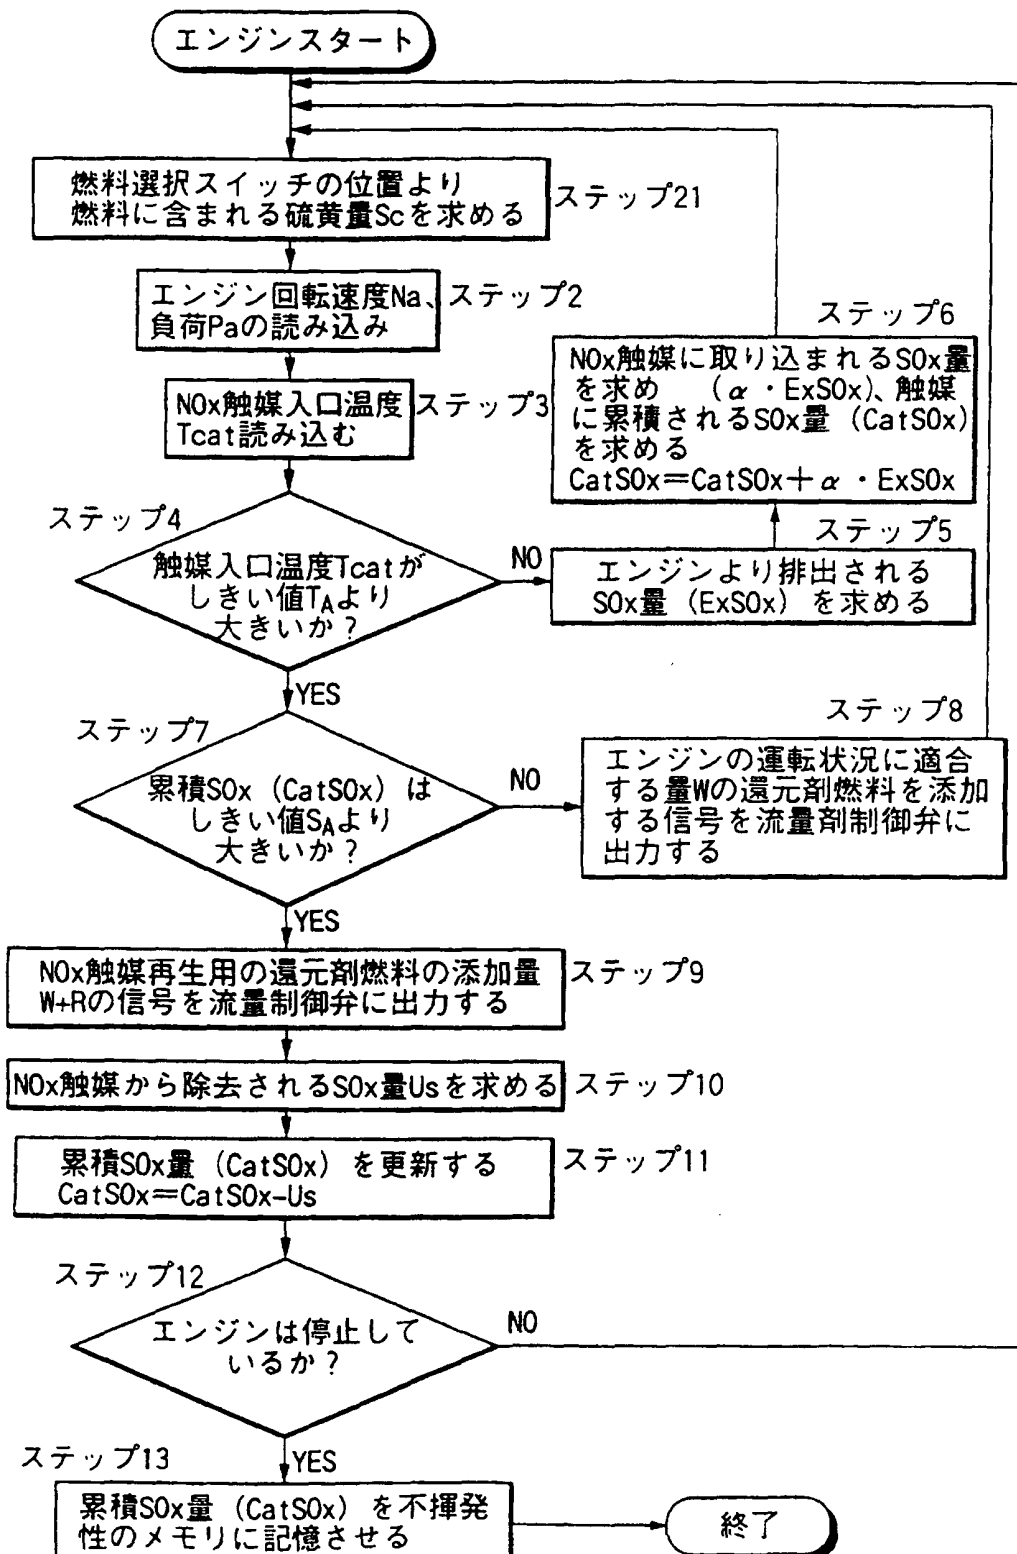 エンジンスタート
燃料選択スイッチの位置より
燃料に含まれる硫黄量Scを求める
ステップ21
エンジン回転速度Na、
負荷Paの読み込み
ステップ2
NOx触媒入口温度
Tcat読み込む
ステップ3
ステップ4
触媒入口温度Tcatが
しきい値TAより
大きいか？
NO
YES
ステップ5
エンジンより排出される
SOx量（ExSOx）を求める
ステップ6
NOx触媒に取り込まれるSOx量
を求め　（α・ExSOx）、触媒
に累積されるSOx量（CatSOx）
を求める
CatSOx＝CatSOx＋α・ExSOx
ステップ7
累積SOx（CatSOx）は
しきい値SAより
大きいか？
NO
YES
ステップ8
エンジンの運転状況に適合
する量Wの還元剤燃料を添加
する信号を流量剤制御弁に
出力する
NOx触媒再生用の還元剤燃料の添加量
W+Rの信号を流量制御弁に出力する
ステップ9
NOx触媒から除去されるSOx量Usを求める
ステップ10
累積SOx量（CatSOx）を更新する
CatSOx＝CatSOx-Us
ステップ11
ステップ12
エンジンは停止して
いるか？
NO
YES
ステップ13
累積SOx量（CatSOx）を不揮発
性のメモリに記憶させる
終了